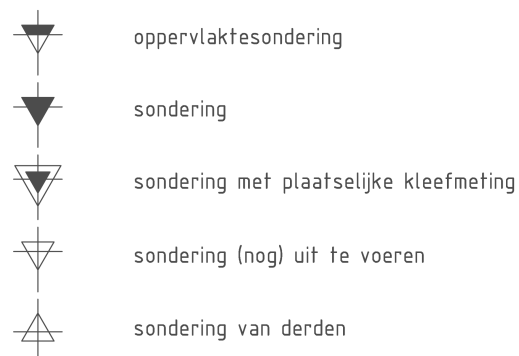 oppervlaktesondering
sondering
sondering met plaatselijke kleefmeting
sondering (nog) uit te voeren
sondering van derden